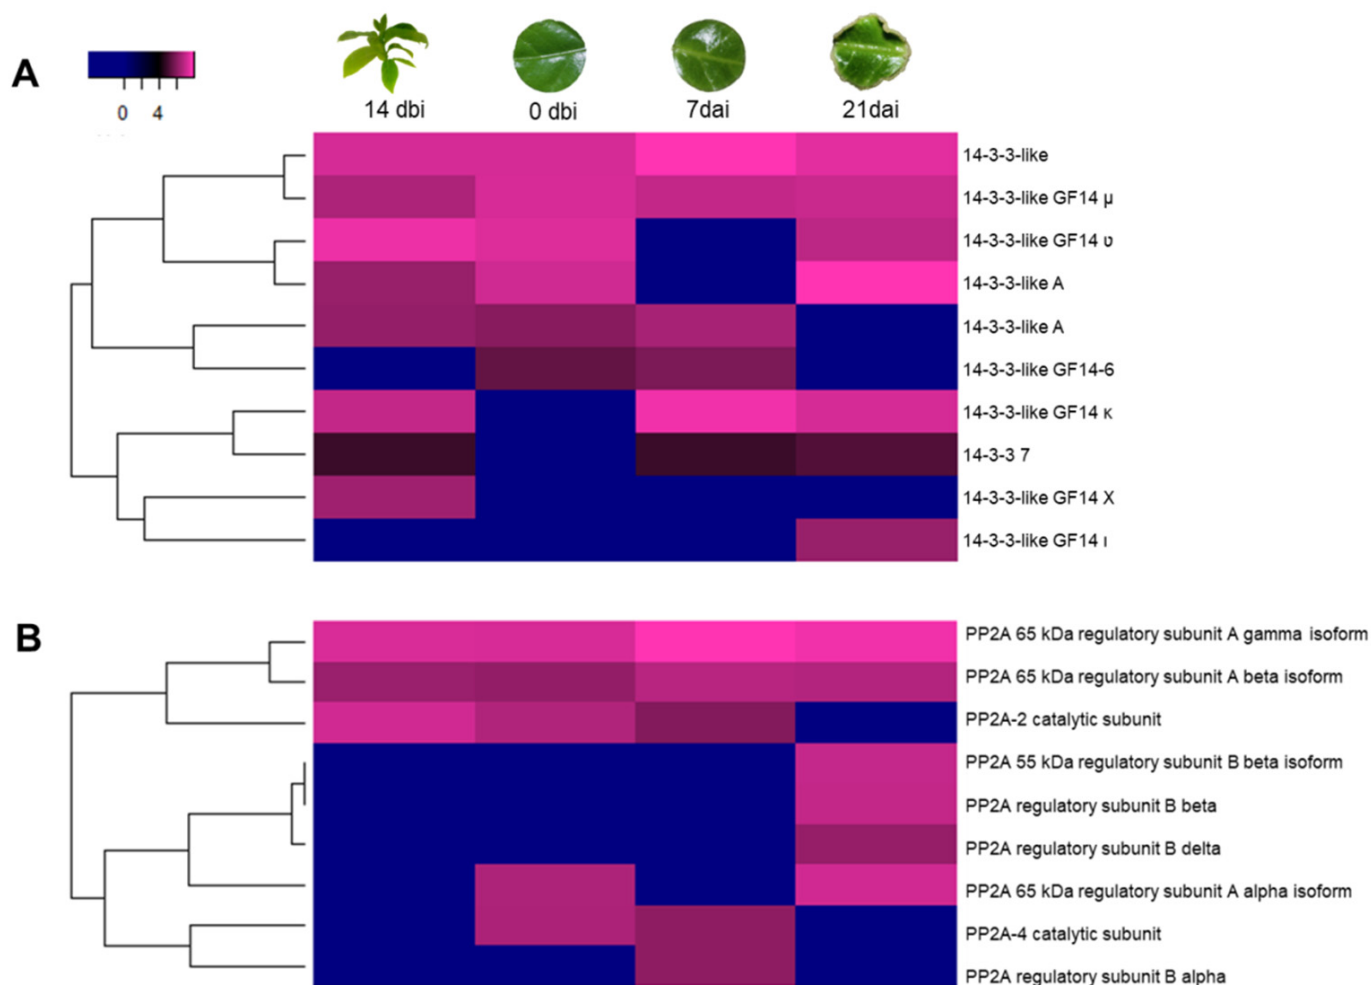 A
0 4
14 dbi 0 dbi 7dai 21dai
14-3-3-like
14-3-3-like GF14 µ
14-3-3-like GF14 ʋ
14-3-3-like A
14-3-3-like A
14-3-3-like GF14-6
14-3-3-like GF14 κ
14-3-3 7
14-3-3-like GF14 X
14-3-3-like GF14 ı
B
PP2A 65 kDa regulatory subunit A gamma isoform
PP2A 65 kDa regulatory subunit A beta isoform
PP2A-2 catalytic subunit
PP2A 55 kDa regulatory subunit B beta isoform
PP2A regulatory subunit B beta
PP2A regulatory subunit B delta
PP2A 65 kDa regulatory subunit A alpha isoform
PP2A-4 catalytic subunit
PP2A regulatory subunit B alpha